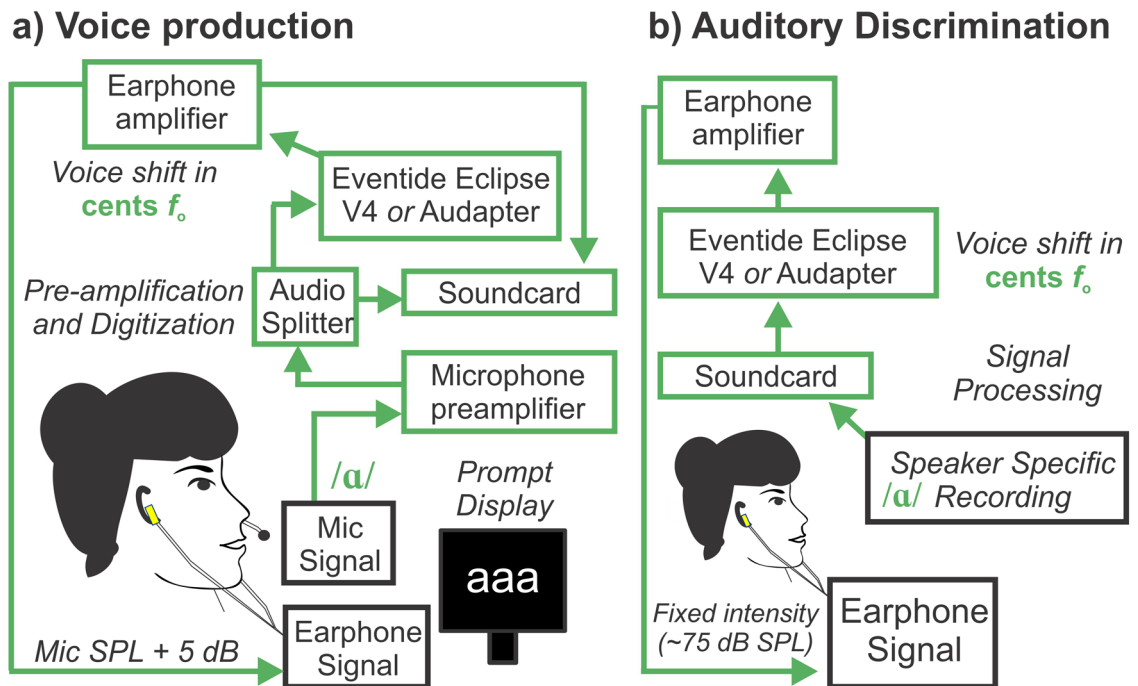 a) Voice production
Earphone
amplifier
Voice shift in
cents fo
Eventide Eclipse
V4 or Audapter
Pre-amplification
and Digitization
Audio
Splitter
Soundcard
Microphone
preamplifier
/ɑ/
Prompt
Display
Mic
Signal
aaa
Mic SPL + 5 dB
Earphone
Signal
b) Auditory Discrimination
Earphone
amplifier
Eventide Eclipse
V4 or Audapter
Voice shift in
cents fo
Soundcard
Signal
Processing
Speaker Specific
/ɑ/ Recording
Fixed intensity
(~75 dB SPL)
Earphone
Signal